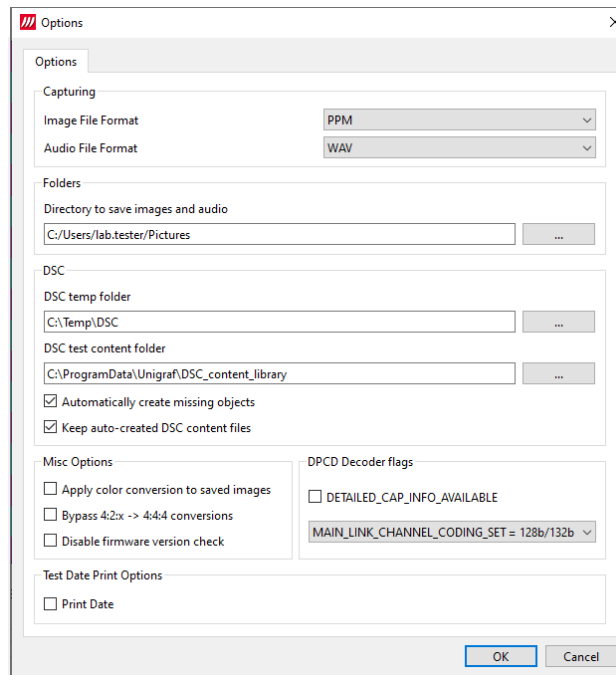 Options
Options
Capturing
Image File Format
PPM
Audio File Format
WAV
Folders
Directory to save images and audio
C:/Users/lab.tester/Pictures
...
DSC
DSC temp folder
C:\Temp\DSC
...
DSC test content folder
C:\ProgramData\Unigraf\DSC_content_library
...
Automatically create missing objects
Keep auto-created DSC content files
Misc Options
Apply color conversion to saved images
Bypass 4:2:x -> 4:4:4 conversions
Disable firmware version check
DPCD Decoder flags
DETAILED_CAP_INFO_AVAILABLE
MAIN_LINK_CHANNEL_CODING_SET = 128b/132b
Test Date Print Options
Print Date
OK
Cancel